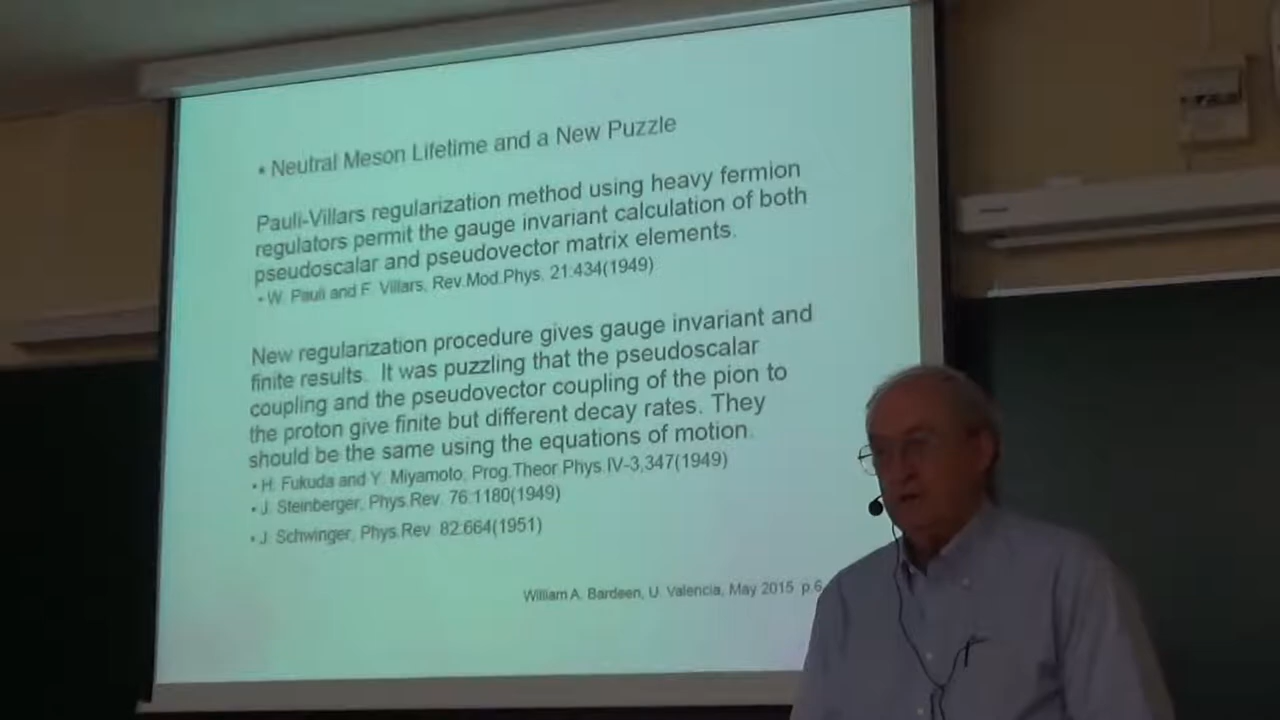 • Neutral Meson Lifetime and a New Puzzle
Pauli-Villars regularization method using heavy fermion
regulators permit the gauge invariant calculation of both
pseudoscalar and pseudovector matrix elements.
• W. Pauli and F. Villars, Rev.Mod.Phys. 21:434(1949)
New regularization procedure gives gauge invariant and
finite results. It was puzzling that the pseudoscalar
coupling and the pseudovector coupling of the pion to
the proton give finite but different decay rates. They
should be the same using the equations of motion.
• H. Fukuda and Y. Miyamoto, Prog.Theor Phys.IV-3,347(1949)
• J. Steinberger, Phys.Rev. 76:1180(1949)
• J. Schwinger, Phys.Rev. 82:664(1951)
William A. Bardeen, U. Valencia, May 2015 p.6